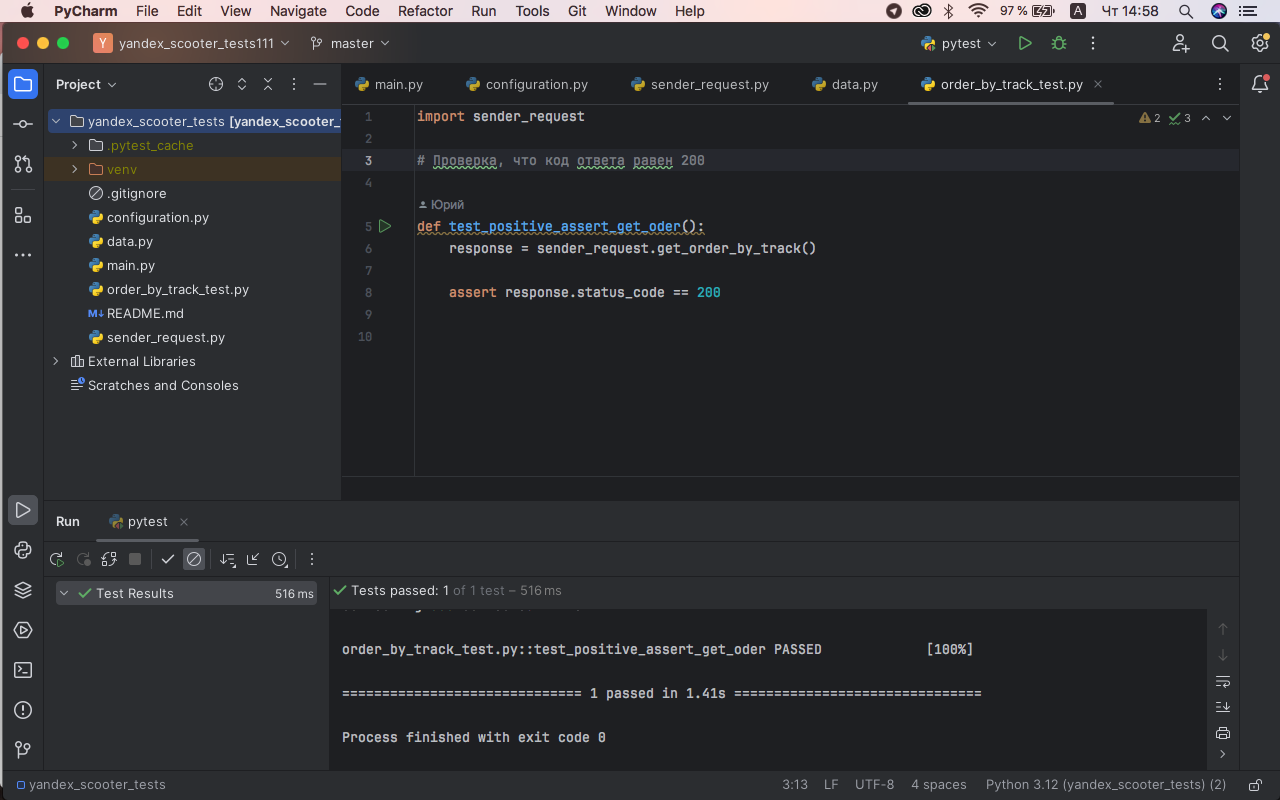 PyCharm File Edit View Navigate Code Refactor Run Tools Git Window Help 97 % A Чт 14:58
Y yandex_scooter_tests111 master pytest
Project main.py configuration.py sender_request.py data.py order_by_track_test.py
yandex_scooter_tests [yandex_scooter_
.pytest_cache
venv
.gitignore
configuration.py
data.py
main.py
order_by_track_test.py
README.md
sender_request.py
External Libraries
Scratches and Consoles
2 3
1 import sender_request
2
3 # Проверка, что код ответа равен 200
4
Юрий
5 def test_positive_assert_get_oder():
6 response = sender_request.get_order_by_track()
7
8 assert response.status_code == 200
9
10
Run pytest
Test Results 516 ms
Tests passed: 1 of 1 test – 516 ms
order_by_track_test.py::test_positive_assert_get_oder PASSED [100%]
============================== 1 passed in 1.41s ===============================
Process finished with exit code 0
yandex_scooter_tests 3:13 LF UTF-8 4 spaces Python 3.12 (yandex_scooter_tests) (2)